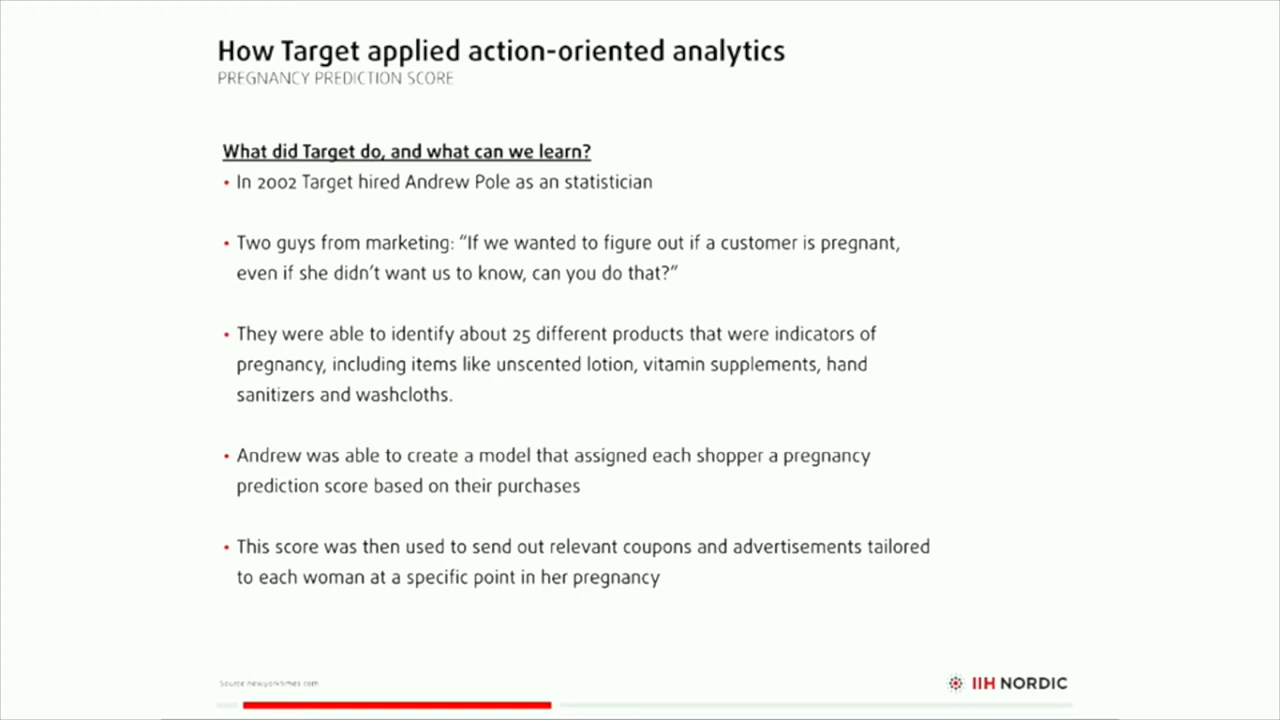 How Target applied action-oriented analytics
PREGNANCY PREDICTION SCORE
What did Target do, and what can we learn?
• In 2002 Target hired Andrew Pole as an statistician
• Two guys from marketing: “If we wanted to figure out if a customer is pregnant,
even if she didn’t want us to know, can you do that?”
• They were able to identify about 25 different products that were indicators of
pregnancy, including items like unscented lotion, vitamin supplements, hand
sanitizers and washcloths.
• Andrew was able to create a model that assigned each shopper a pregnancy
prediction score based on their purchases
• This score was then used to send out relevant coupons and advertisements tailored
to each woman at a specific point in her pregnancy
Source: newyorktimes.com
IIH NORDIC